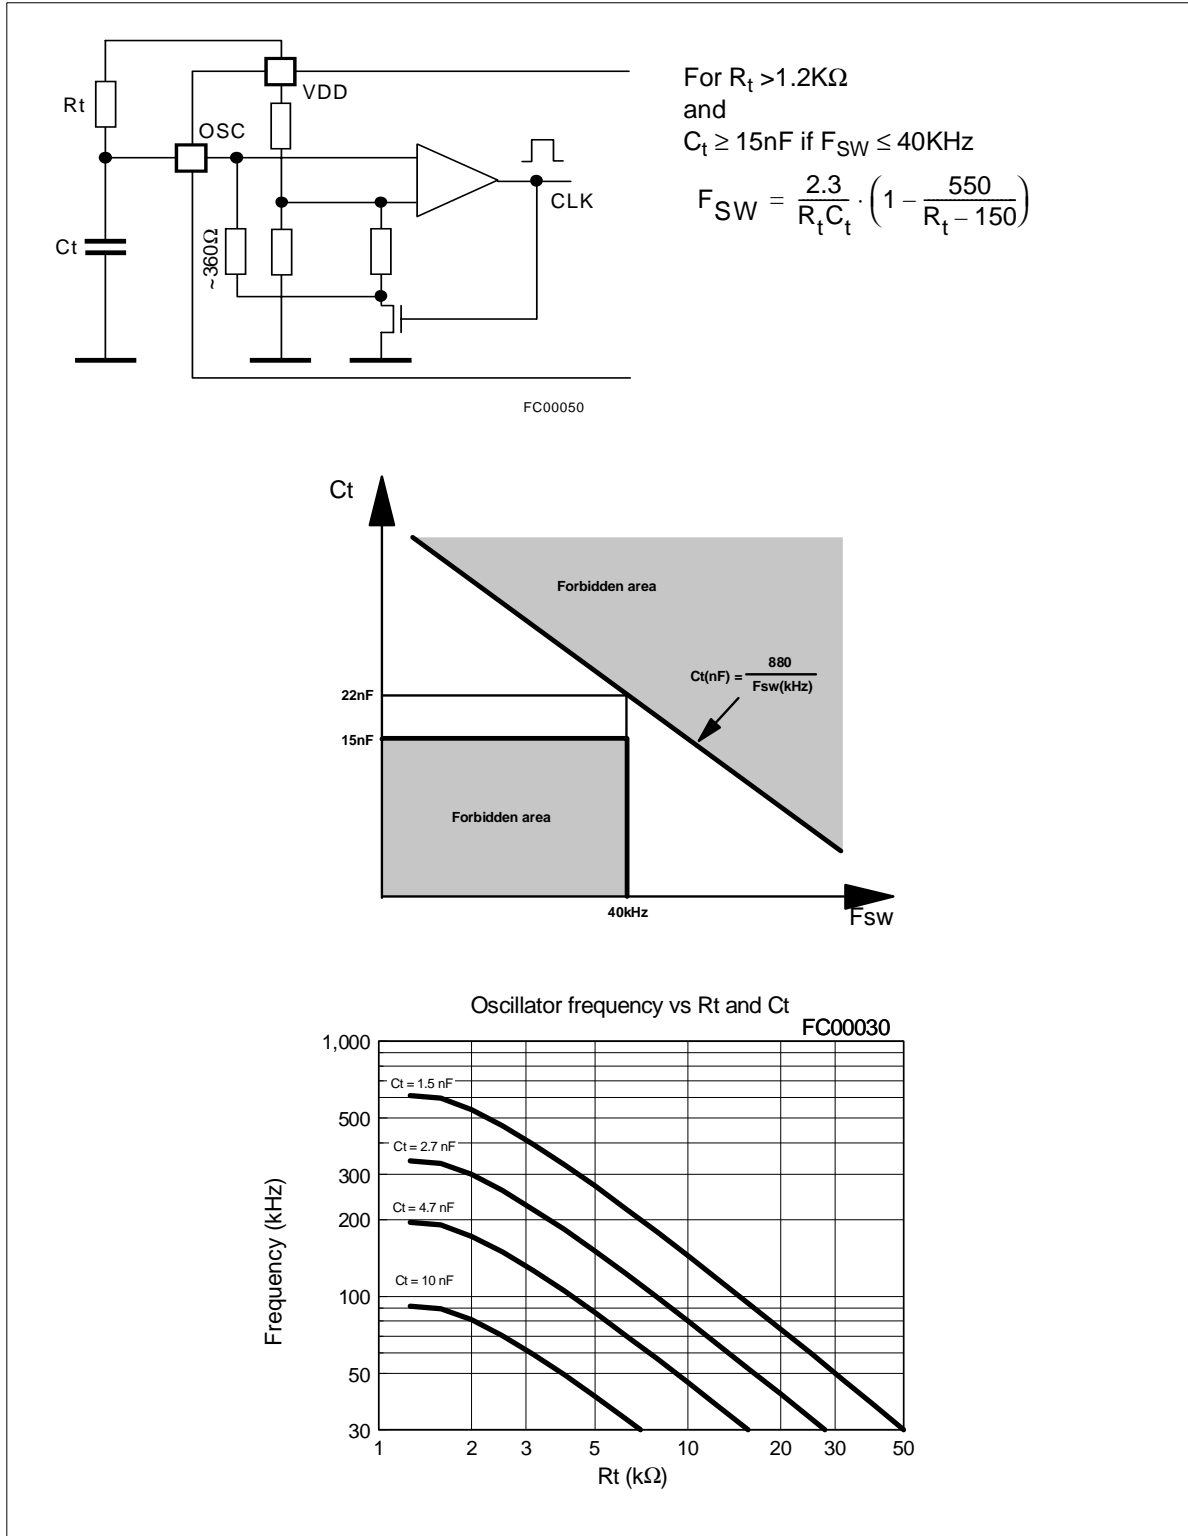 Rt
VDD
OSC
CLK
Ct
~360Ω
FC00050
For Rt >1.2KΩ
and
Ct ≥ 15nF if FSW ≤ 40KHz
FSW = 2.3 / RtCt · (1 − 550 / Rt − 150)
Ct
Forbidden area
Ct(nF) = 880 / Fsw(kHz)
22nF
15nF
Forbidden area
40kHz
Fsw
Oscillator frequency vs Rt and Ct
FC00030
1,000
Ct = 1.5 nF
500
Ct = 2.7 nF
300
Ct = 4.7 nF
200
Ct = 10 nF
100
50
30
Frequency (kHz)
1 2 3 5 10 20 30 50
Rt (kΩ)